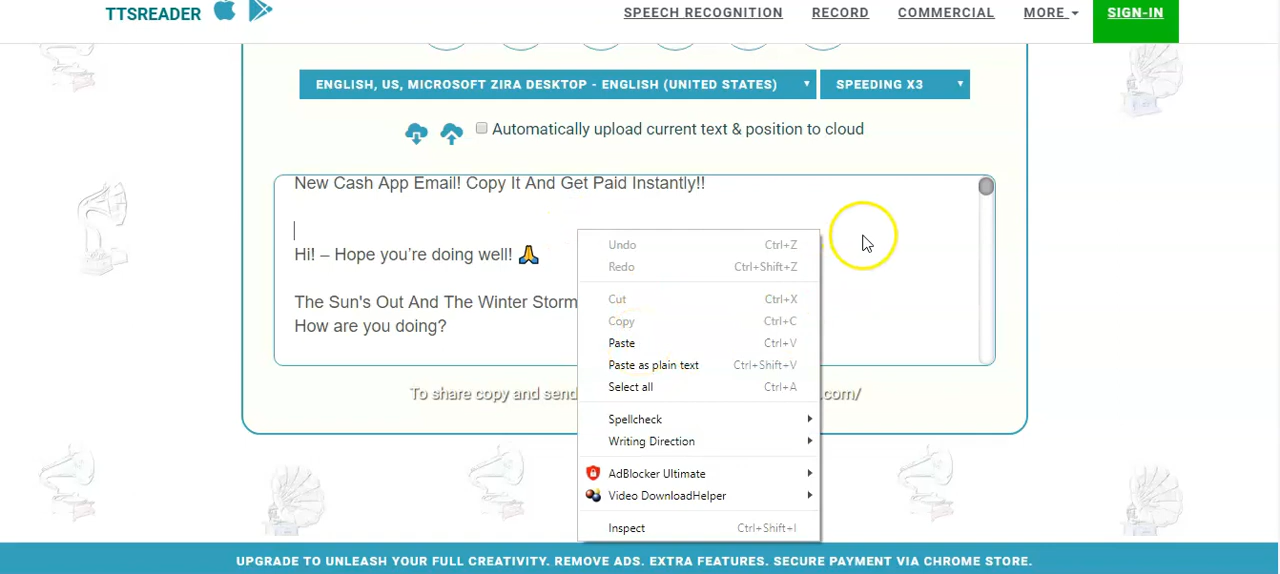 TTSREADER
SPEECH RECOGNITION RECORD COMMERCIAL MORE SIGN-IN
ENGLISH, US, MICROSOFT ZIRA DESKTOP - ENGLISH (UNITED STATES) SPEEDING X3
Automatically upload current text & position to cloud
New Cash App Email! Copy It And Get Paid Instantly!!
Hi! – Hope you’re doing well! 🙏
The Sun's Out And The Winter Storm
How are you doing?
Undo Ctrl+Z
Redo Ctrl+Shift+Z
Cut Ctrl+X
Copy Ctrl+C
Paste Ctrl+V
Paste as plain text Ctrl+Shift+V
Select all Ctrl+A
Spellcheck
Writing Direction
AdBlocker Ultimate
Video DownloadHelper
Inspect Ctrl+Shift+I
To share copy and send .com/
UPGRADE TO UNLEASH YOUR FULL CREATIVITY. REMOVE ADS. EXTRA FEATURES. SECURE PAYMENT VIA CHROME STORE.